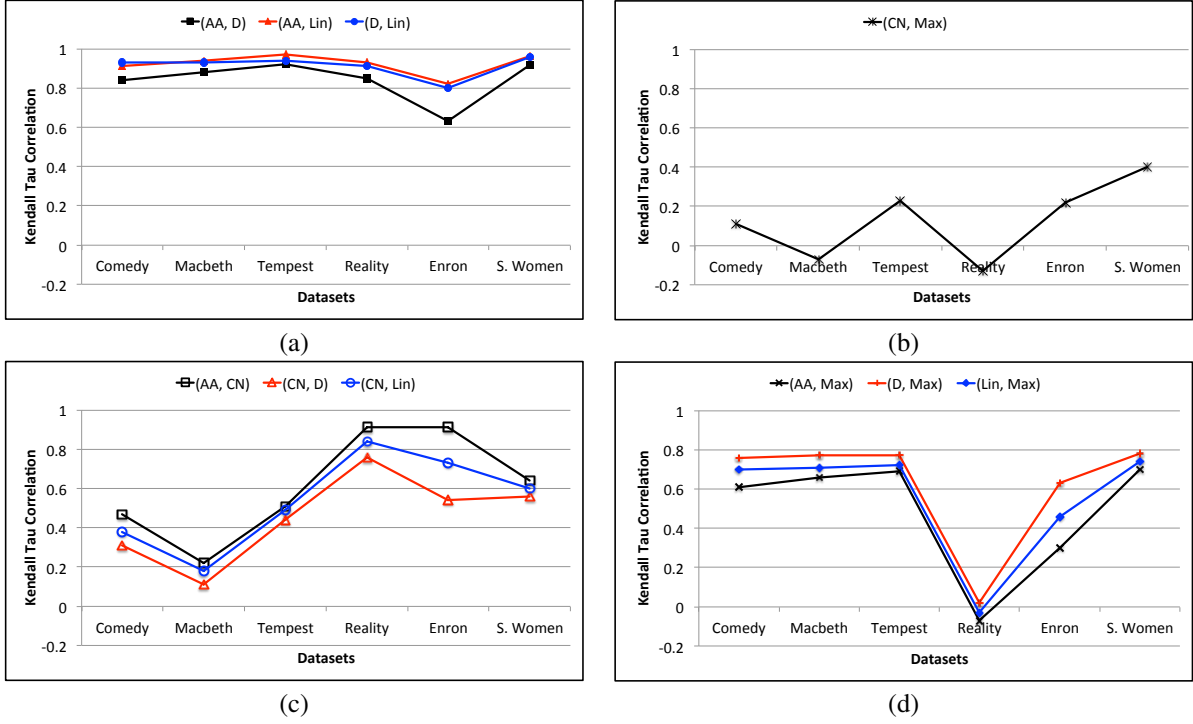 (AA, D) (AA, Lin) (D, Lin)
1
0.8
0.6
0.4
0.2
0
-0.2
Kendall Tau Correlation
Comedy Macbeth Tempest Reality Enron S. Women
Datasets
(a)
(CN, Max)
1
0.8
0.6
0.4
0.2
0
-0.2
Kendall Tau Correlation
Comedy Macbeth Tempest Reality Enron S. Women
Datasets
(b)
(AA, CN) (CN, D) (CN, Lin)
1
0.8
0.6
0.4
0.2
0
-0.2
Kendall Tau Correlation
Comedy Macbeth Tempest Reality Enron S. Women
Datasets
(c)
(AA, Max) (D, Max) (Lin, Max)
1
0.8
0.6
0.4
0.2
0
-0.2
Kendall Tau Correlation
Comedy Macbeth Tempest Reality Enron S. Women
Datasets
(d)